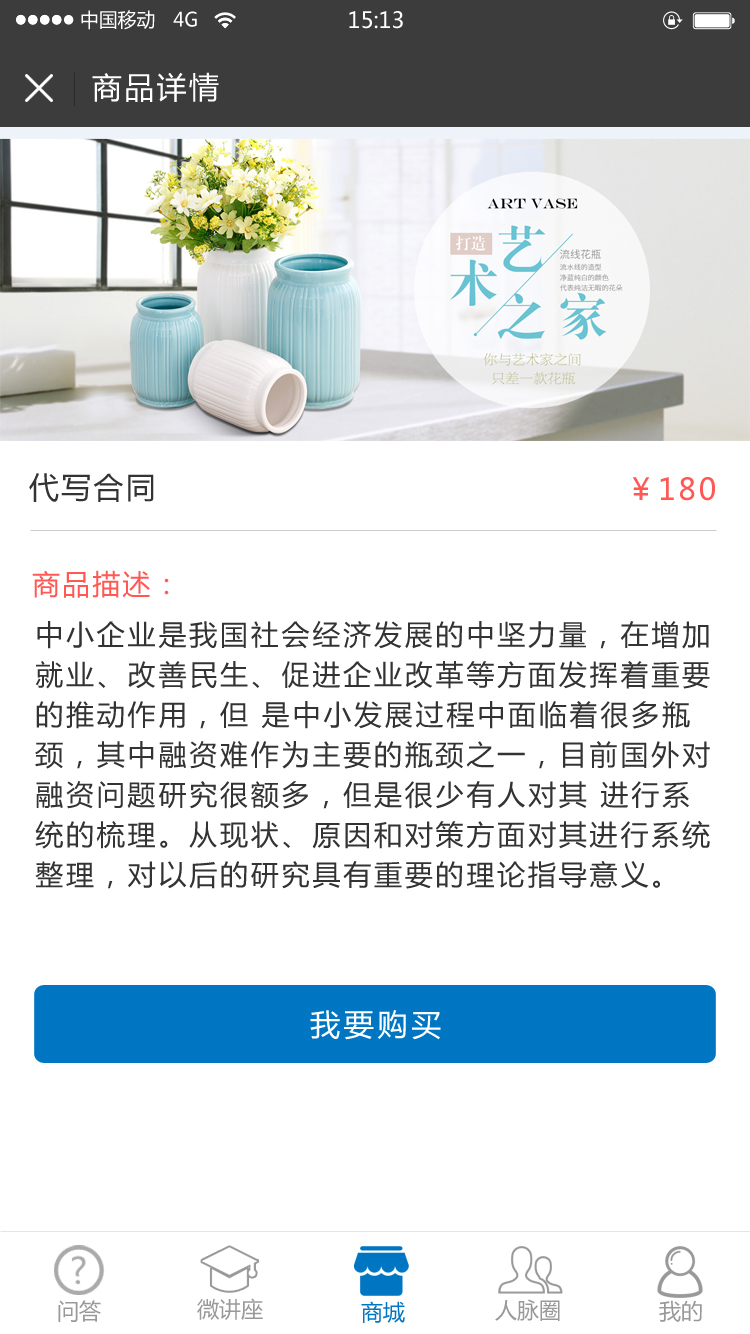 中国移动 4G 15:13
商品详情
ART VASE
打造
艺术之家
流线花瓶
流水线的造型
净蓝纯白的颜色
代表纯洁无暇的花朵
你与艺术家之间
只差一款花瓶
代写合同 ¥180
商品描述：
中小企业是我国社会经济发展的中坚力量，在增加
就业、改善民生、促进企业改革等方面发挥着重要
的推动作用，但 是中小发展过程中面临着很多瓶
颈，其中融资难作为主要的瓶颈之一，目前国外对
融资问题研究很额多，但是很少有人对其 进行系
统的梳理。从现状、原因和对策方面对其进行系统
整理，对以后的研究具有重要的理论指导意义。
我要购买
问答 微讲座 商城 人脉圈 我的